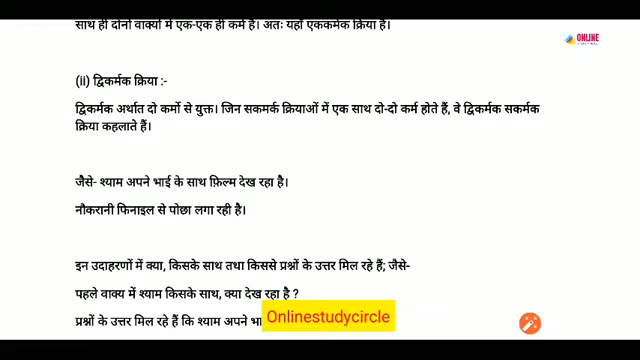 साथ ही दोनों वाक्यों में एक-एक ही कर्म है। अतः यहाँ एककर्मक क्रिया है।
ONLINE
(ii) द्विकर्मक क्रिया :-
द्विकर्मक अर्थात दो कर्मो से युक्त। जिन सकमर्क क्रियाओं में एक साथ दो-दो कर्म होते हैं, वे द्विकर्मक सकर्मक
क्रिया कहलाते हैं।
जैसे- श्याम अपने भाई के साथ फ़िल्म देख रहा है।
नौकरानी फिनाइल से पोछा लगा रही है।
इन उदाहरणों में क्या, किसके साथ तथा किससे प्रश्नों के उत्तर मिल रहे हैं; जैसे-
पहले वाक्य में श्याम किसके साथ, क्या देख रहा है ?
प्रश्नों के उत्तर मिल रहे हैं कि श्याम अपने भा
Onlinestudycircle